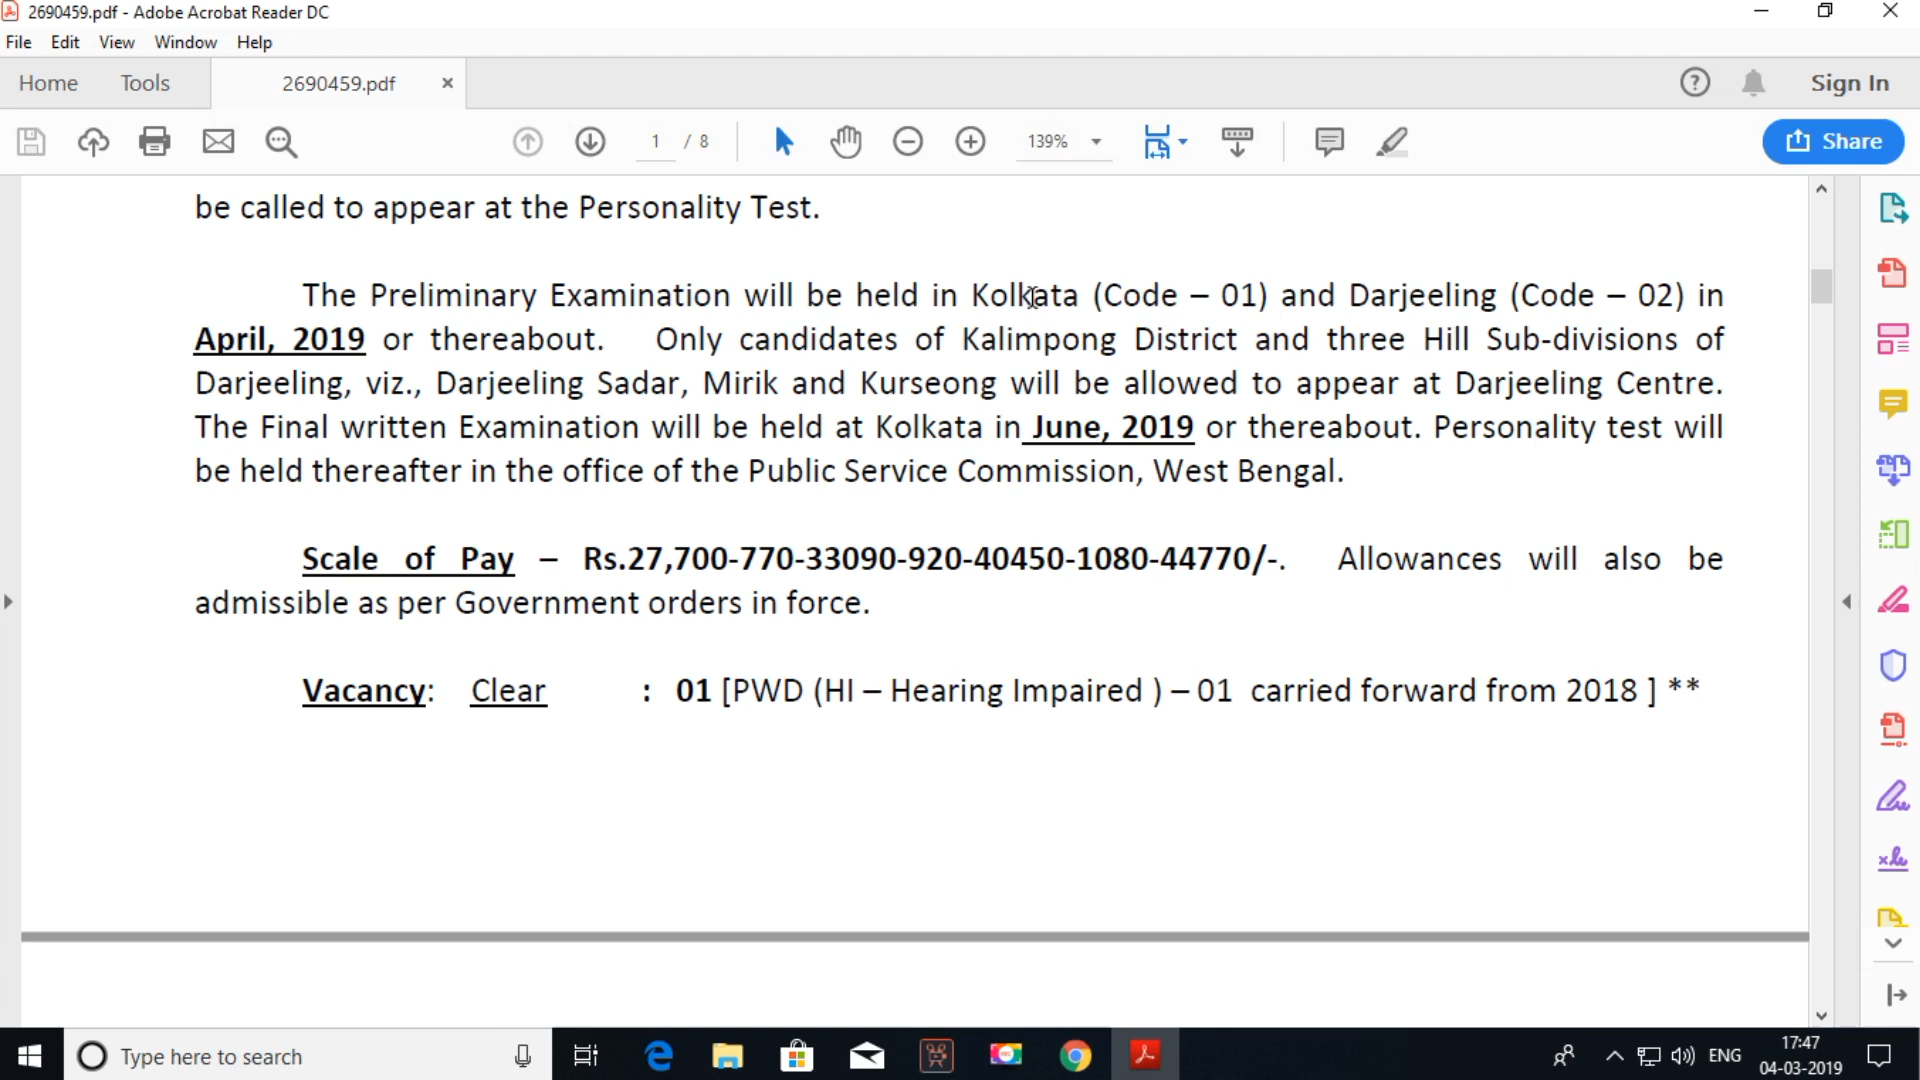 2690459.pdf - Adobe Acrobat Reader DC
File Edit View Window Help
Home Tools 2690459.pdf × Sign In
1 / 8 139% Share
be called to appear at the Personality Test.
The Preliminary Examination will be held in Kolkata (Code – 01) and Darjeeling (Code – 02) in
April, 2019 or thereabout. Only candidates of Kalimpong District and three Hill Sub-divisions of
Darjeeling, viz., Darjeeling Sadar, Mirik and Kurseong will be allowed to appear at Darjeeling Centre.
The Final written Examination will be held at Kolkata in June, 2019 or thereabout. Personality test will
be held thereafter in the office of the Public Service Commission, West Bengal.
Scale of Pay – Rs.27,700-770-33090-920-40450-1080-44770/-. Allowances will also be
admissible as per Government orders in force.
Vacancy: Clear : 01 [PWD (HI – Hearing Impaired ) – 01 carried forward from 2018 ] **
Type here to search
ENG
17:47
04-03-2019